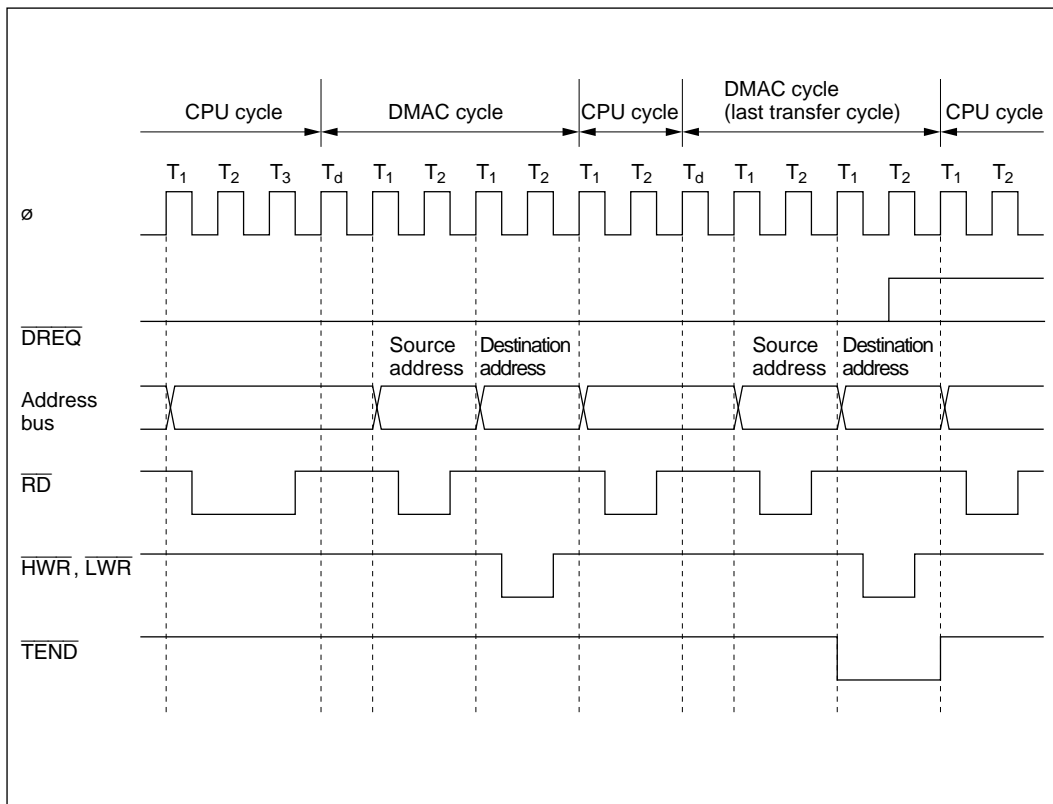 DMAC cycle
(last transfer cycle)
CPU cycle DMAC cycle CPU cycle CPU cycle
T1 T2 T3 Td T1 T2 T1 T2 T1 T2 Td T1 T2 T1 T2 T1 T2
ø
DREQ
Source address
Destination address
Source address
Destination address
Address
bus
RD
HWR, LWR
TEND